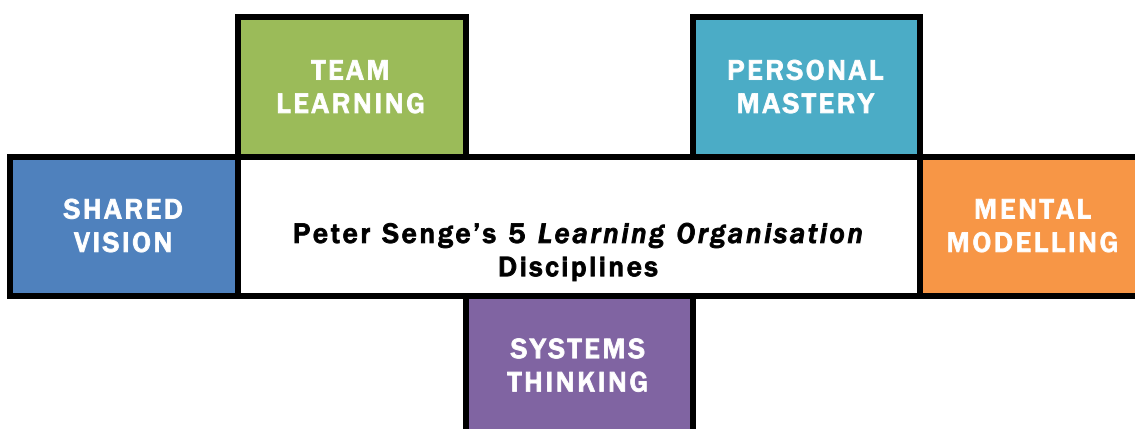 TEAM
LEARNING
PERSONAL
MASTERY
SHARED
VISION
Peter Senge’s 5 Learning Organisation
Disciplines
MENTAL
MODELLING
SYSTEMS
THINKING